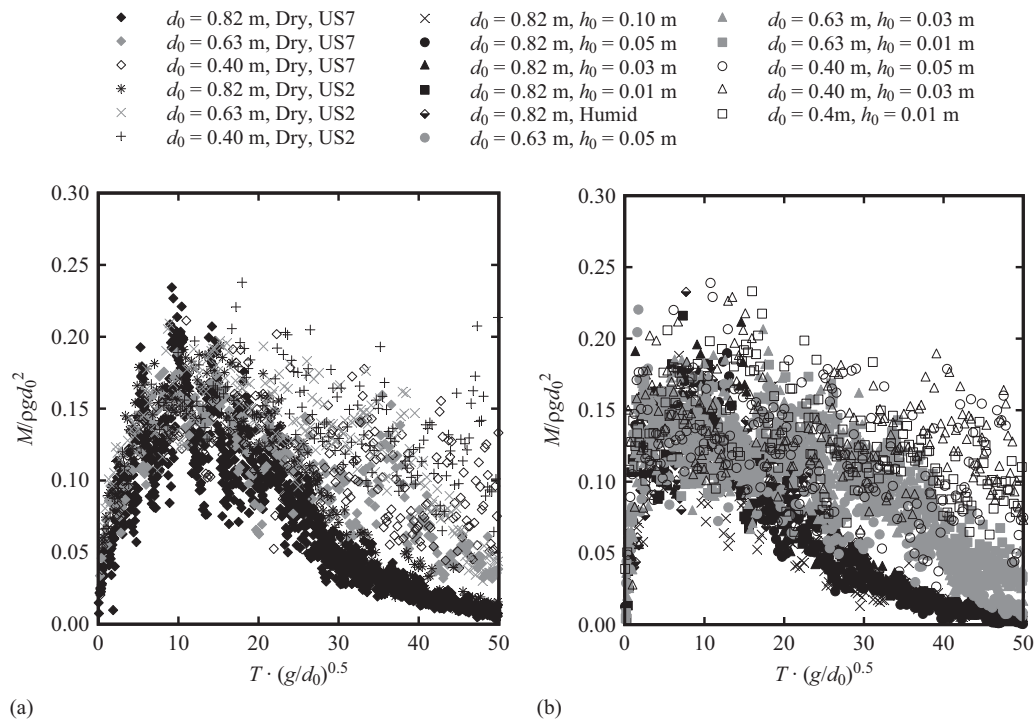 d₀ = 0.82 m, Dry, US7
d₀ = 0.63 m, Dry, US7
d₀ = 0.40 m, Dry, US7
d₀ = 0.82 m, Dry, US2
d₀ = 0.63 m, Dry, US2
d₀ = 0.40 m, Dry, US2
d₀ = 0.82 m, h₀ = 0.10 m
d₀ = 0.82 m, h₀ = 0.05 m
d₀ = 0.82 m, h₀ = 0.03 m
d₀ = 0.82 m, h₀ = 0.01 m
d₀ = 0.82 m, Humid
d₀ = 0.63 m, h₀ = 0.05 m
d₀ = 0.63 m, h₀ = 0.03 m
d₀ = 0.63 m, h₀ = 0.01 m
d₀ = 0.40 m, h₀ = 0.05 m
d₀ = 0.40 m, h₀ = 0.03 m
d₀ = 0.4m, h₀ = 0.01 m
0.30
0.25
0.20
0.15
0.10
0.05
0.00
M/ρgd₀²
0 10 20 30 40 50
T · (g/d₀)⁰·⁵
(a)
0.30
0.25
0.20
0.15
0.10
0.05
0.00
M/ρgd₀²
0 10 20 30 40 50
T · (g/d₀)⁰·⁵
(b)